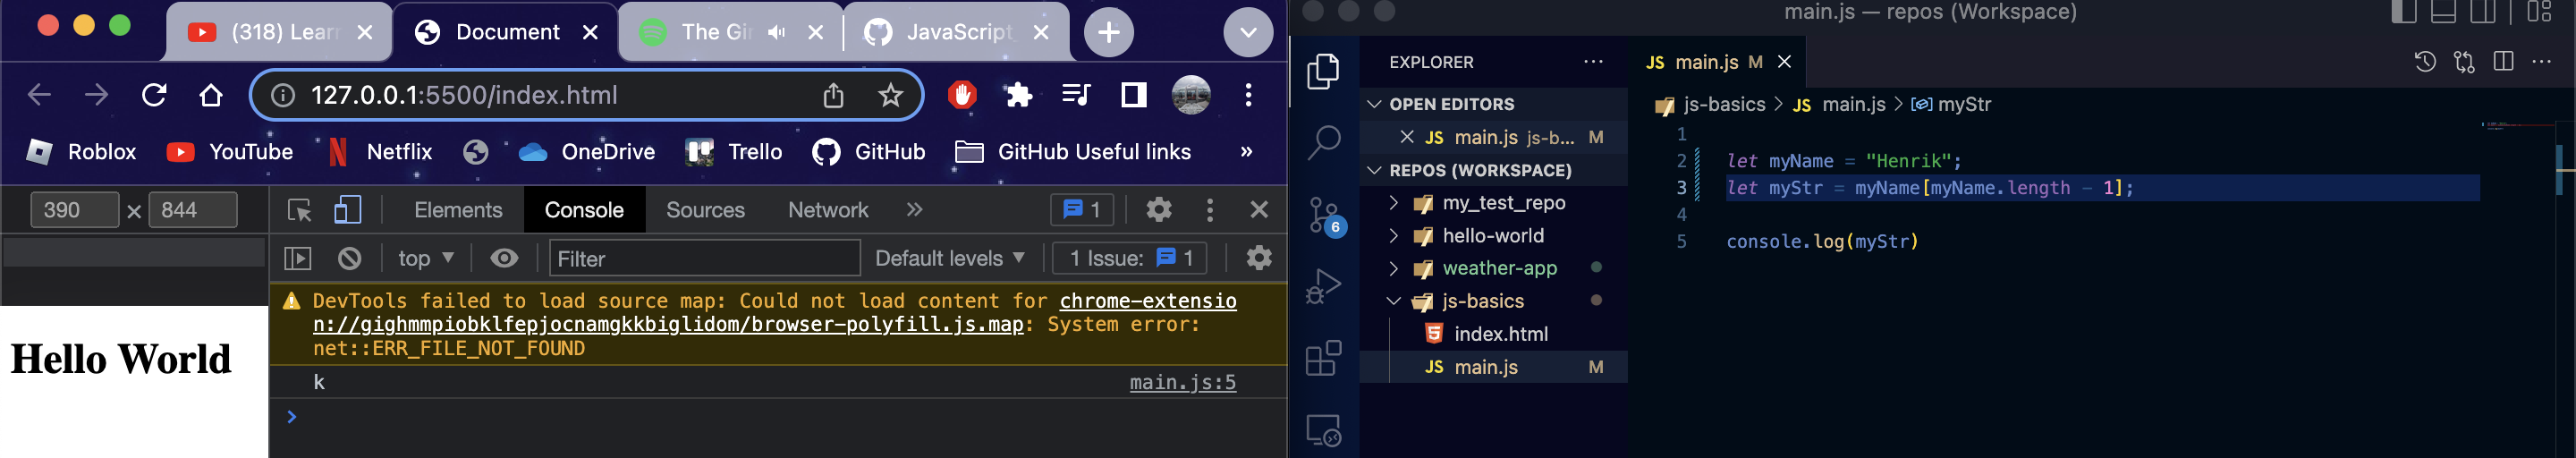 (318) Lear
Document
The Gir
JavaScript_
127.0.0.1:5500/index.html
Roblox
YouTube
Netflix
OneDrive
Trello
GitHub
GitHub Useful links
»
390 × 844
Elements
Console
Sources
Network
»
1
top
Filter
Default levels
1 Issue: 1
DevTools failed to load source map: Could not load content for chrome-extensio
n://gighmmpiobklfepjocnamgkkbiglidom/browser-polyfill.js.map: System error:
net::ERR_FILE_NOT_FOUND
k main.js:5
>
Hello World
main.js — repos (Workspace)
EXPLORER
OPEN EDITORS
JS main.js js-b... M
REPOS (WORKSPACE)
my_test_repo
hello-world
weather-app
js-basics
index.html
JS main.js M
6
JS main.js M
js-basics > JS main.js > myStr
1
2 let myName = "Henrik";
3 let myStr = myName[myName.length - 1];
4
5 console.log(myStr)